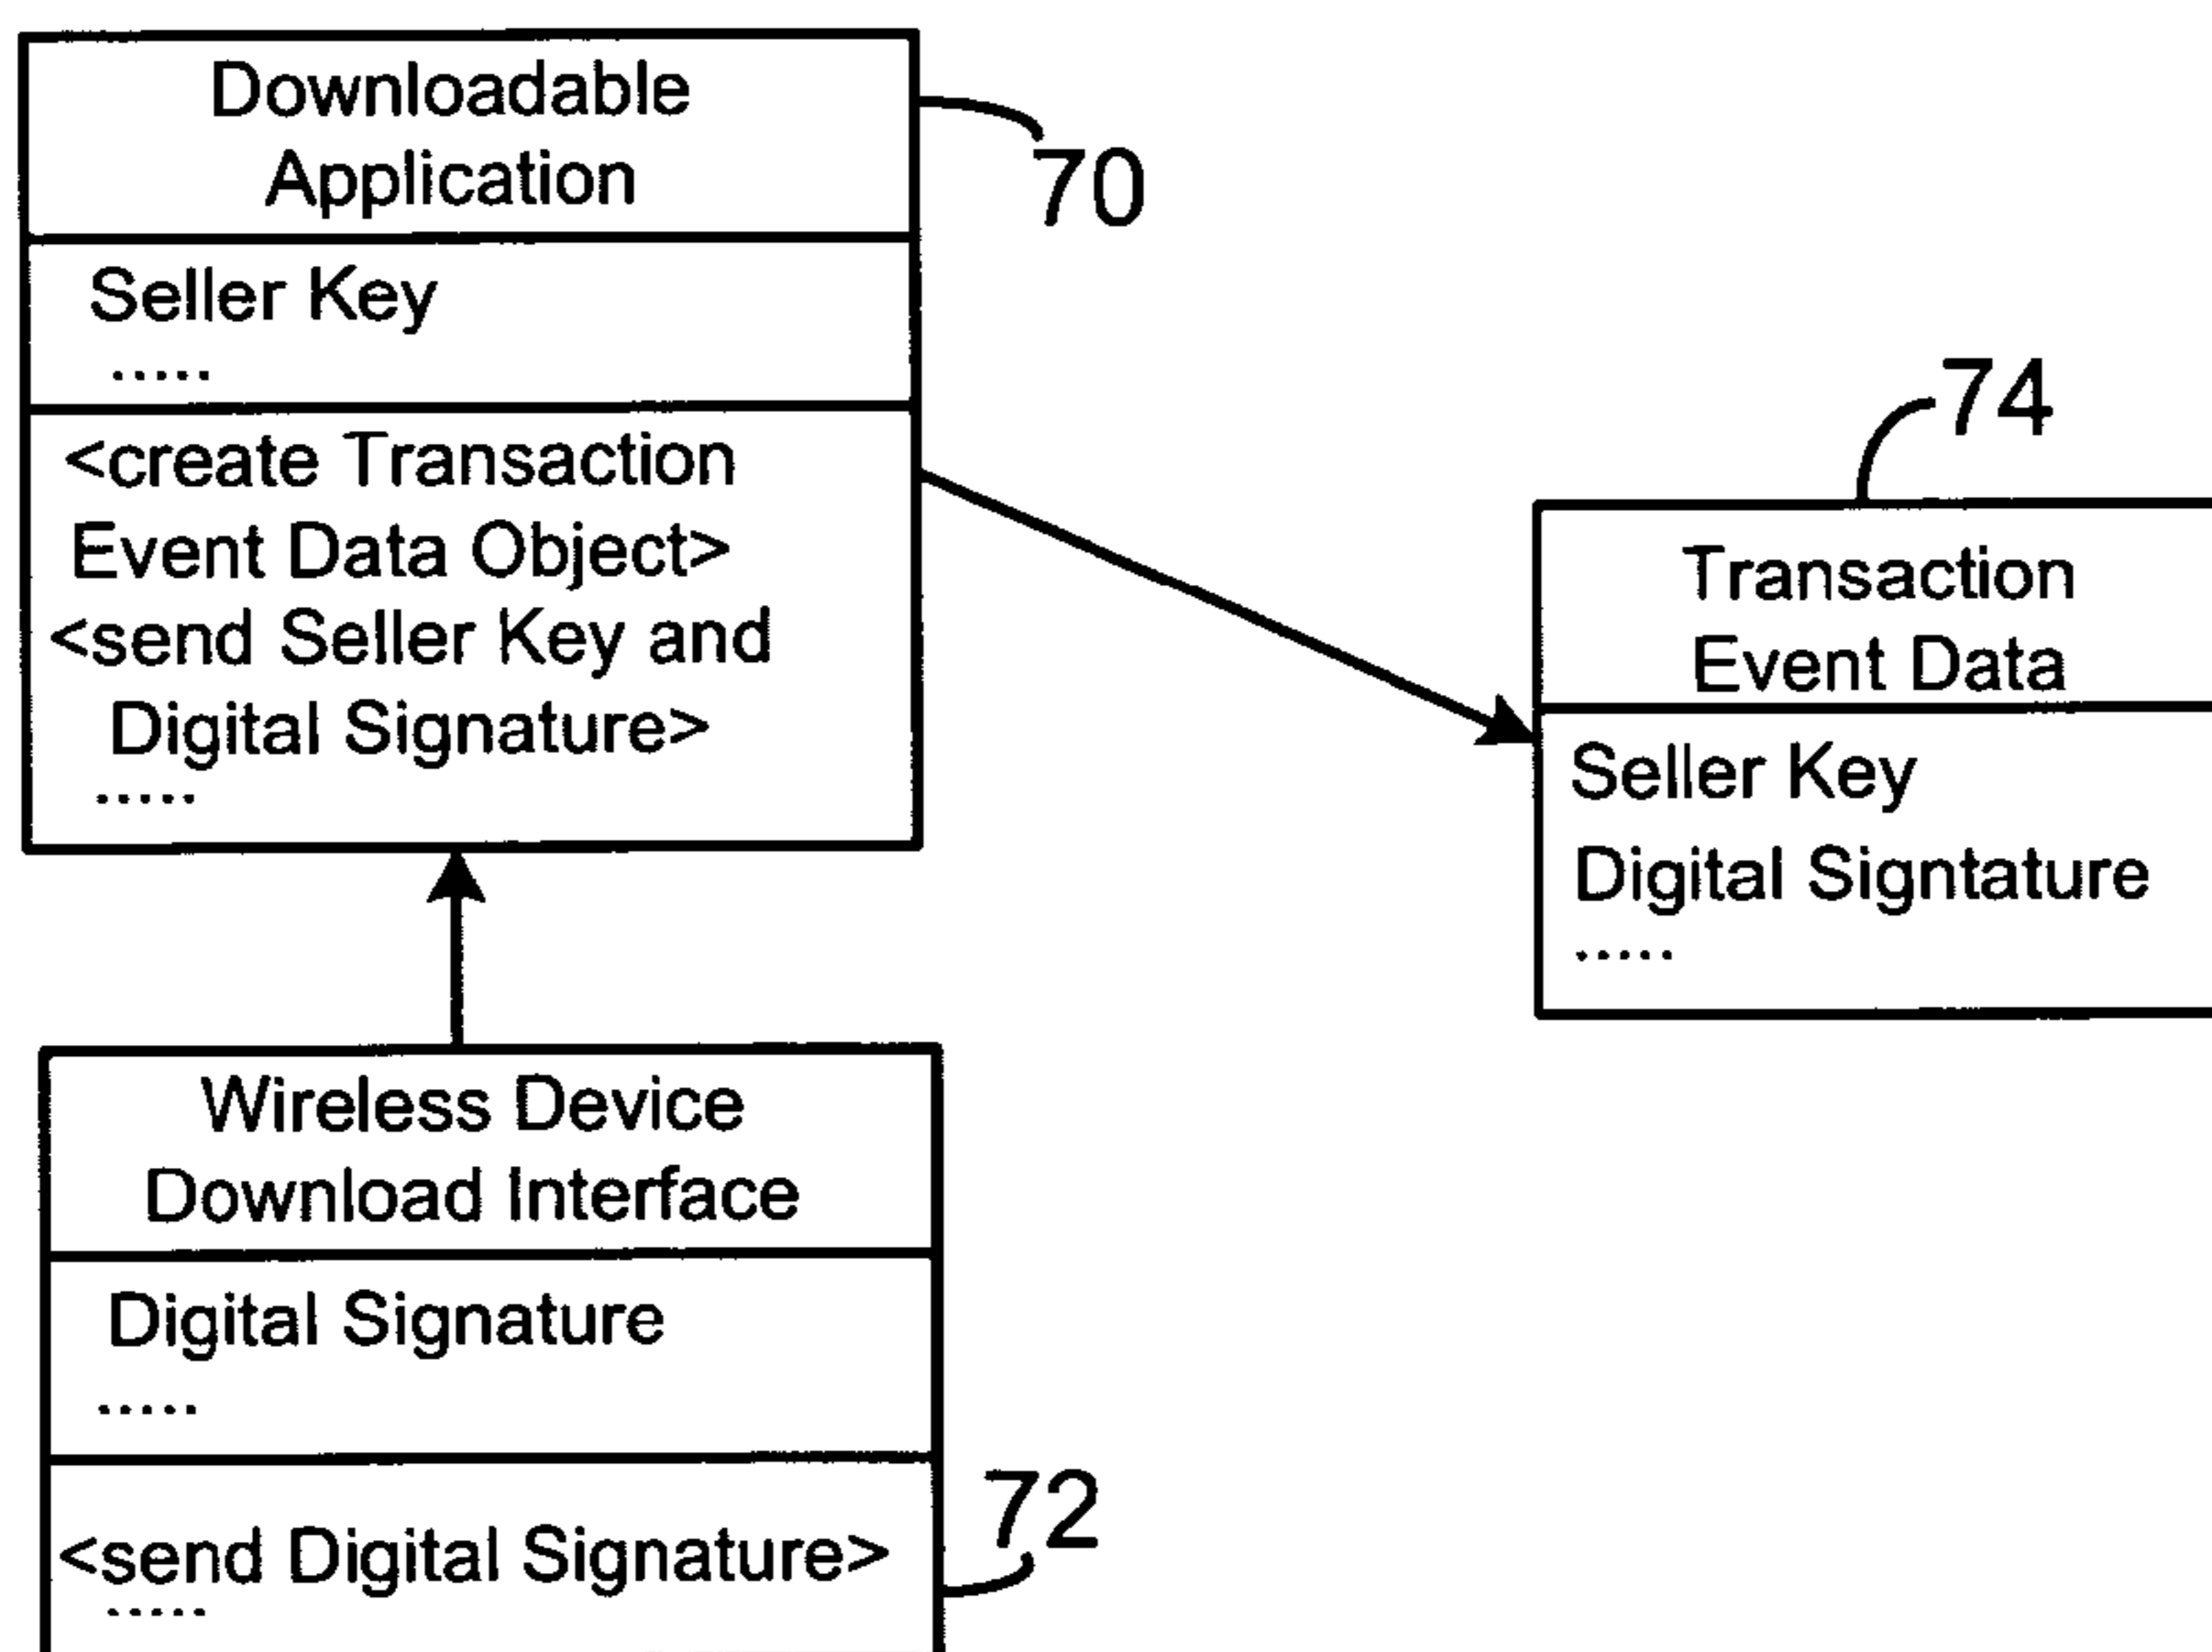 Downloadable
Application
70
Seller Key
.....
<create Transaction
Event Data Object>
<send Seller Key and
Digital Signature>
.....
74
Transaction
Event Data
Seller Key
Digital Signtature
.....
Wireless Device
Download Interface
Digital Signature
.....
72
<send Digital Signature>
.....